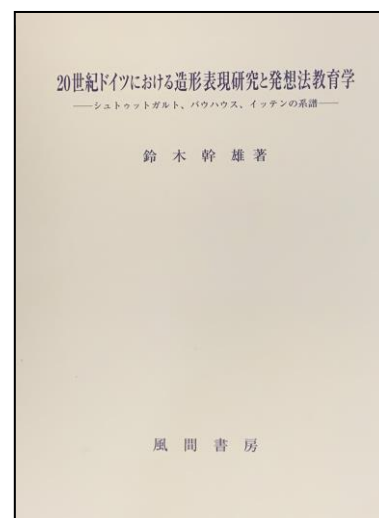 20世紀ドイツにおける造形表現研究と発想法教育学
──シュトゥットガルト、バウハウス、イッテンの系譜──
鈴木幹雄著
風間書房